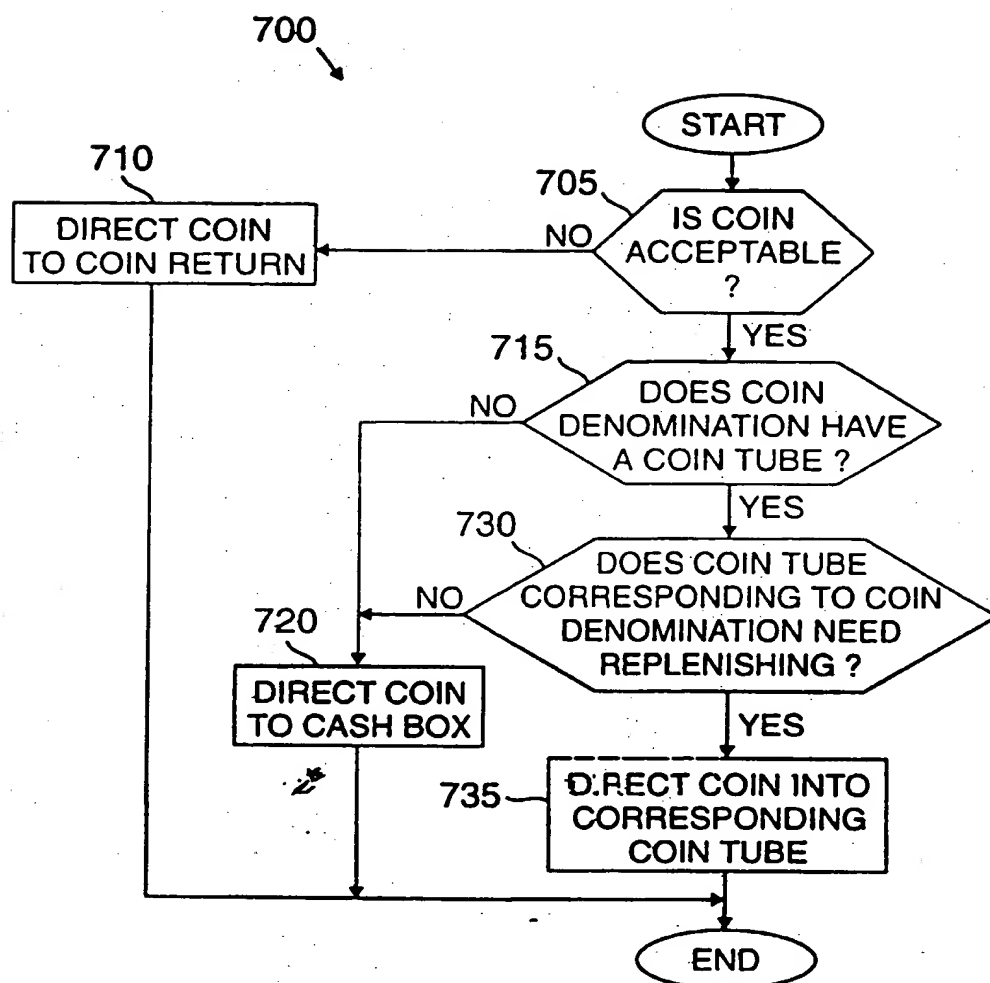 700
START
710
705
IS COIN
ACCEPTABLE
?
NO
DIRECT COIN
TO COIN RETURN
YES
715
DOES COIN
DENOMINATION HAVE
A COIN TUBE ?
NO
YES
730
DOES COIN TUBE
CORRESPONDING TO COIN
DENOMINATION NEED
REPLENISHING ?
NO
720
DIRECT COIN
TO CASH BOX
YES
735
DIRECT COIN INTO
CORRESPONDING
COIN TUBE
END